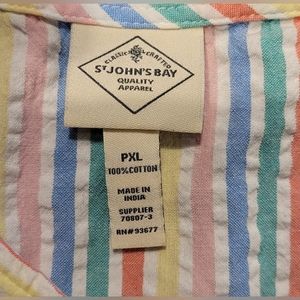 CLASSIC CRAFTED
ST JOHN'S BAY
QUALITY
APPAREL
PXL
100% COTTON
MADE IN
INDIA
SUPPLIER
70807-3
RN#93677